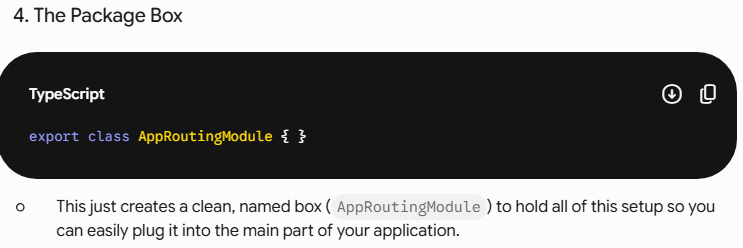 4. The Package Box
TypeScript
export class AppRoutingModule { }
This just creates a clean, named box ( AppRoutingModule ) to hold all of this setup so you
can easily plug it into the main part of your application.